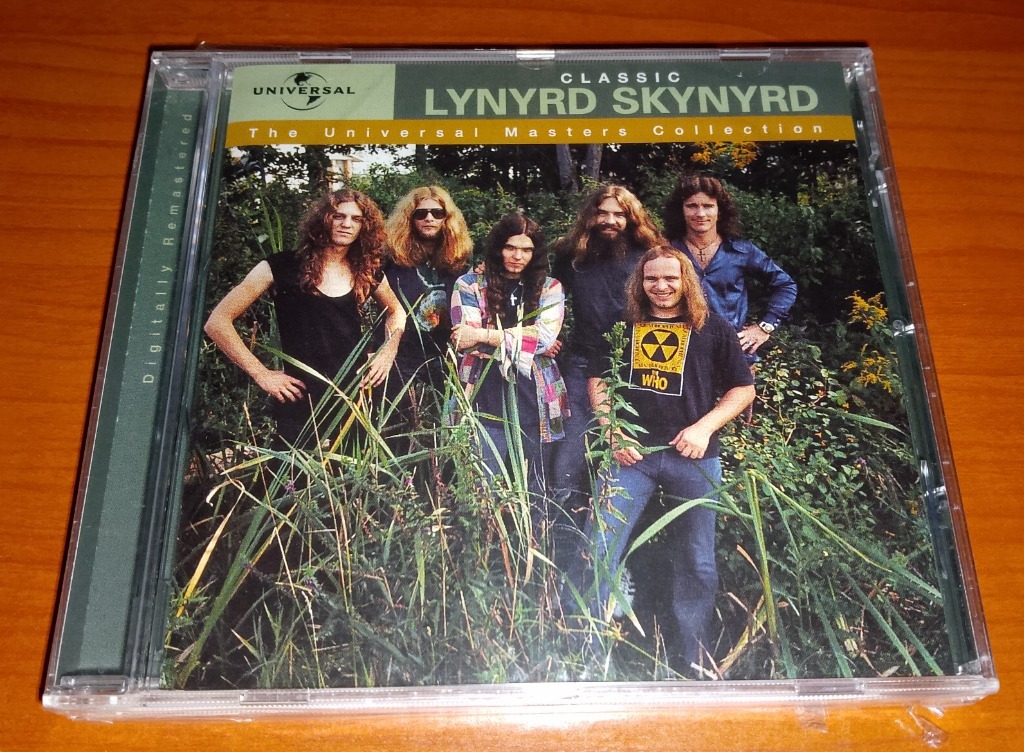 UNIVERSAL
CLASSIC
LYNYRD SKYNYRD
The Universal Masters Collection
Digitally Remastered
WHO